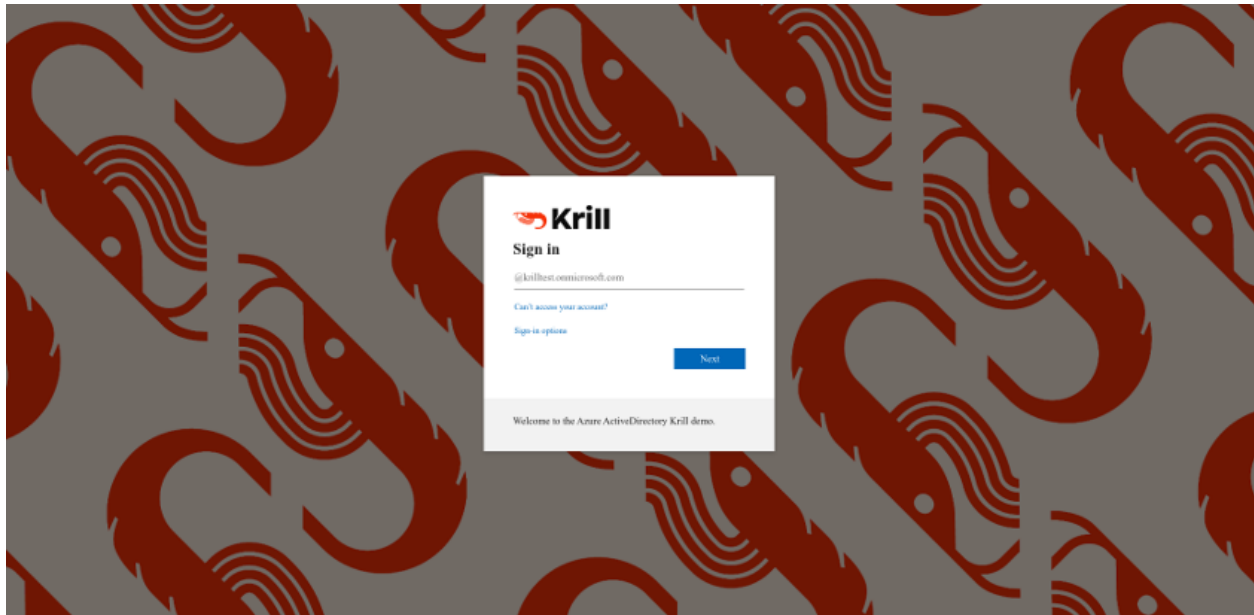 Krill
Sign in
@krilltest.onmicrosoft.com
Can't access your account?
Sign-in options
Next
Welcome to the Azure ActiveDirectory Krill demo.